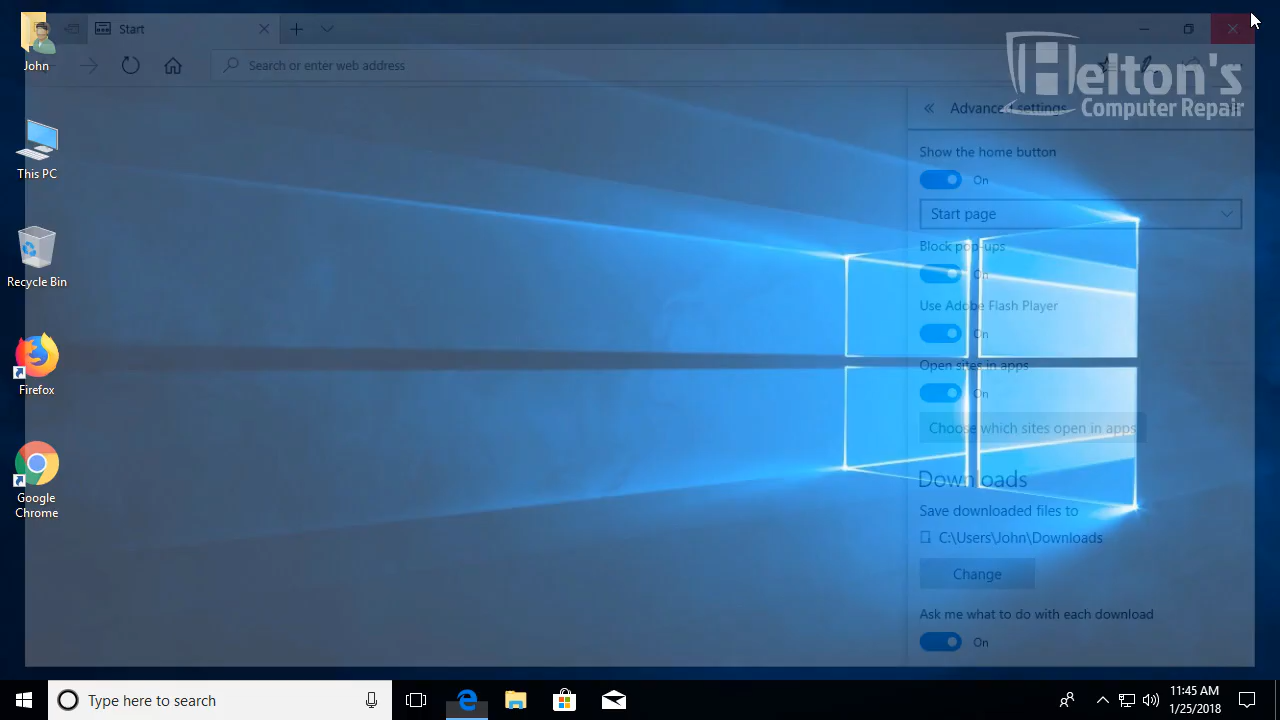 Start
Search or enter web address
Helton's
Computer Repair
Advanced settings
Show the home button
On
Start page
Block pop-ups
On
Use Adobe Flash Player
On
Open sites in apps
On
Choose which sites open in apps
Downloads
Save downloaded files to
C:\Users\John\Downloads
Change
Ask me what to do with each download
On
John
This PC
Recycle Bin
Firefox
Google
Chrome
Type here to search
11:45 AM
1/25/2018